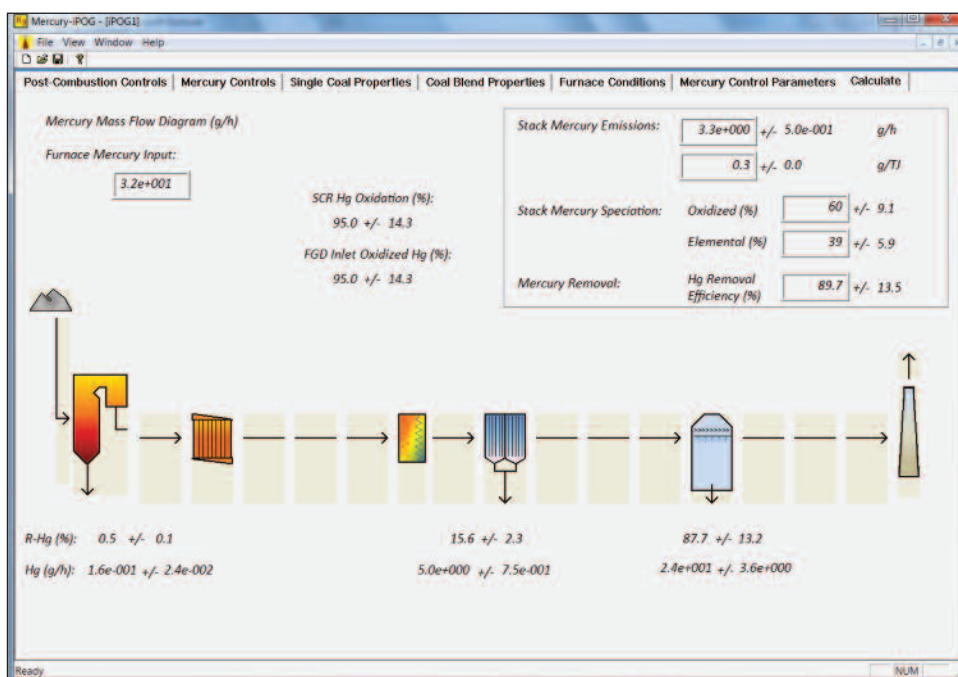 Mercury-iPOG - [iPOG1]
File View Window Help
Post-Combustion Controls Mercury Controls Single Coal Properties Coal Blend Properties Furnace Conditions Mercury Control Parameters Calculate
Mercury Mass Flow Diagram (g/h)
Furnace Mercury Input:
3.2e+001
SCR Hg Oxidation (%):
95.0 +/- 14.3
FGD Inlet Oxidized Hg (%):
95.0 +/- 14.3
Stack Mercury Emissions: 3.3e+000 +/- 5.0e-001 g/h
0.3 +/- 0.0 g/TJ
Stack Mercury Speciation: Oxidized (%) 60 +/- 9.1
Elemental (%) 39 +/- 5.9
Mercury Removal: Hg Removal Efficiency (%) 89.7 +/- 13.5
R-Hg (%): 0.5 +/- 0.1 15.6 +/- 2.3 87.7 +/- 13.2
Hg (g/h): 1.6e-001 +/- 2.4e-002 5.0e+000 +/- 7.5e-001 2.4e+001 +/- 3.6e+000
Ready NUM